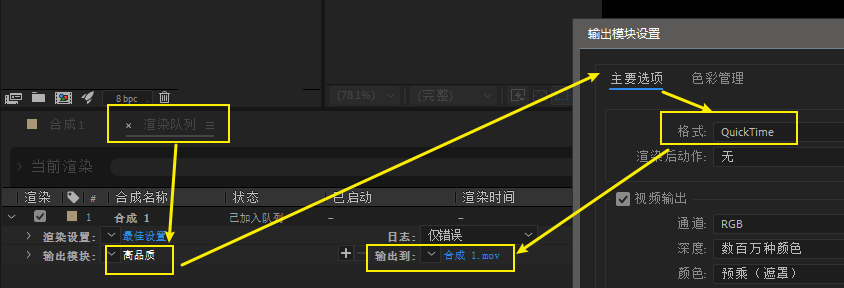 8 bpc
(78.1%)
(完整)
合成1
× 渲染队列
当前渲染
渲染
#
合成名称
状态
已启动
渲染时间
1
合成 1
已加入队列
–
–
渲染设置:
最佳设置
日志:
仅错误
输出模块:
高品质
输出到:
合成 1.mov
输出模块设置
主要选项
色彩管理
格式:
QuickTime
渲染后动作:
无
视频输出
通道:
RGB
深度:
数百万种颜色
颜色:
预乘（遮罩）